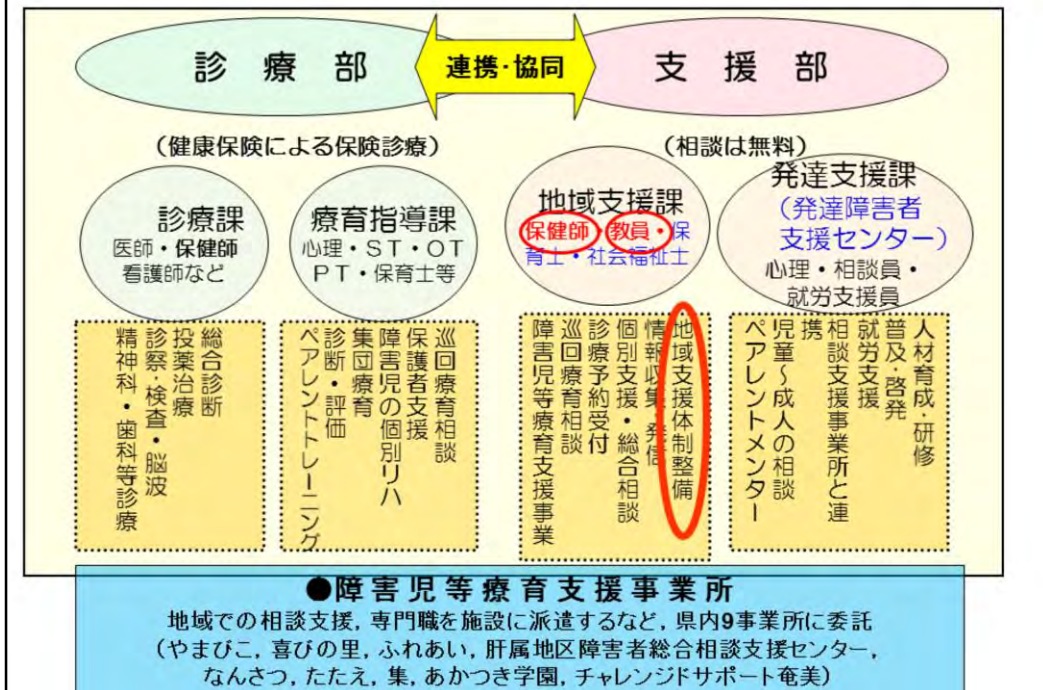 診療部
連携・協同
支援部
（健康保険による保険診療）
（相談は無料）
診療課
医師・保健師
看護師など
療育指導課
心理・ＳＴ・ＯＴ
ＰＴ・保育士等
地域支援課
保健師・教員・保
育士・社会福祉士
発達支援課
（発達障害者
支援センター）
心理・相談員・
就労支援員
総合診断
投薬治療
診察・検査・脳波
精神科・歯科等診療
巡回療育相談
保護者支援
障害児の個別リハ
集団療育
診断・評価
ペアレントトレーニング
地域支援体制整備
情報収集・発信
個別支援・総合相談
診療予約受付
巡回療育相談
障害児等療育支援事業
人材育成・研修
普及・啓発
就労支援
相談支援事業所と連
携
児童～成人の相談
ペアレントメンター
●障害児等療育支援事業所
地域での相談支援，専門職を施設に派遣するなど，県内9事業所に委託
（やまびこ，喜びの里，ふれあい，肝属地区障害者総合相談支援センター，
なんさつ，たたえ，集，あかつき学園，チャレンジドサポート奄美）